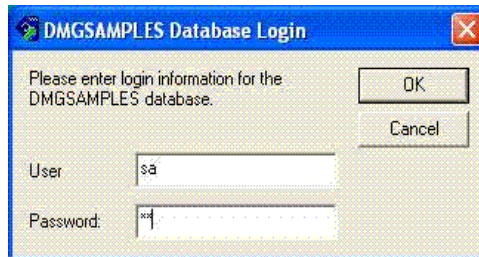 DMGSAMPLES Database Login
Please enter login information for the
DMGSAMPLES database.
OK
Cancel
User
sa
Password:
**